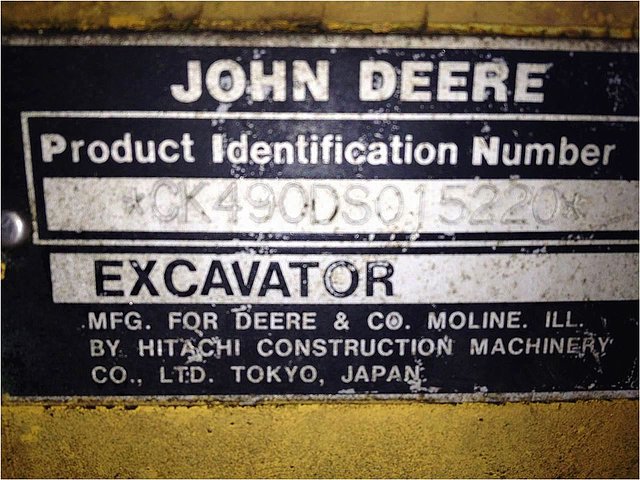 JOHN DEERE
Product Identification Number
*CK490DS015220*
EXCAVATOR
MFG. FOR DEERE & CO. MOLINE. ILL.
BY HITACHI CONSTRUCTION MACHINERY
CO., LTD. TOKYO, JAPAN